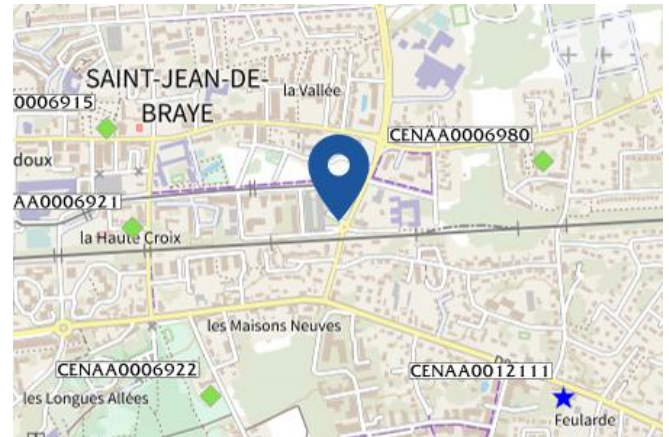 SAINT-JEAN-DE-
BRAYE
la Vallée
0006915
CENAA0006980
doux
AA0006921
la Haute Croix
les Maisons Neuves
CENAA0006922
CENAA0012111
les Longues Allées
Feularde